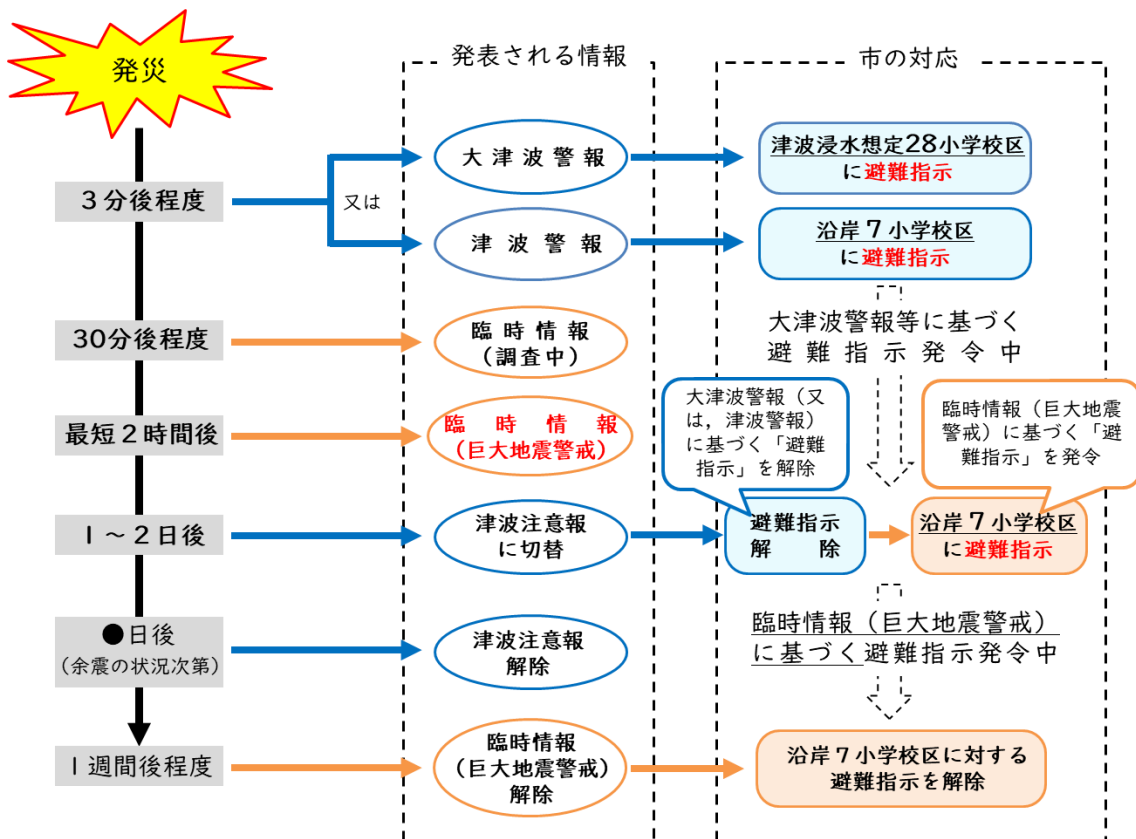 発災
発表される情報
市の対応
3分後程度
又は
大津波警報
津波浸水想定28小学校区
に避難指示
津波警報
沿岸7小学校区
に避難指示
30分後程度
臨時情報
(調査中)
大津波警報等に基づく
避難指示発令中
最短2時間後
臨時情報
(巨大地震警戒)
大津波警報(又
は,津波警報)
に基づく「避難
指示」を解除
臨時情報(巨大地震
警戒)に基づく「避
難指示」を発令
1~2日後
津波注意報
に切替
避難指示
解除
沿岸7小学校区
に避難指示
●日後
(余震の状況次第)
津波注意報
解除
臨時情報(巨大地震警戒)
に基づく避難指示発令中
1週間後程度
臨時情報
(巨大地震警戒)
解除
沿岸7小学校区に対する
避難指示を解除